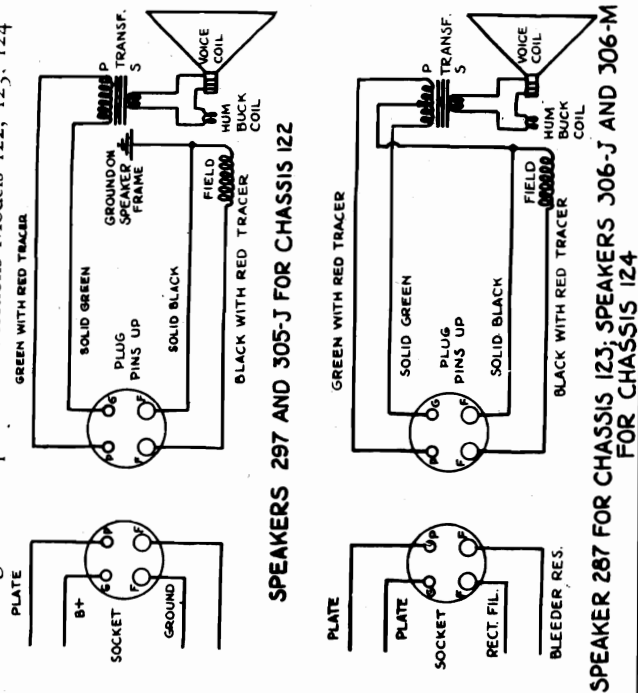 Models 122, 123, 124
GREEN WITH RED TRACER
P
TRANSF.
S
VOICE
COIL
HUM
BUCK
COIL
GROUND ON
SPEAKER
FRAME
SOLID GREEN
PLUG
PINS UP
SOLID BLACK
FIELD
BLACK WITH RED TRACER
G
P
F
F
PLATE
B+
SOCKET
GROUND
P
G
F
F
SPEAKERS 297 AND 305-J FOR CHASSIS 122
GREEN WITH RED TRACER
P
TRANSF.
S
VOICE
COIL
HUM
BUCK
COIL
SOLID GREEN
PLUG
PINS UP
SOLID BLACK
FIELD
BLACK WITH RED TRACER
G
P
F
F
PLATE
PLATE
SOCKET
RECT. FIL.
BLEEDER RES.
P
G
F
F
SPEAKER 287 FOR CHASSIS 123; SPEAKERS 306-J AND 306-M
FOR CHASSIS 124